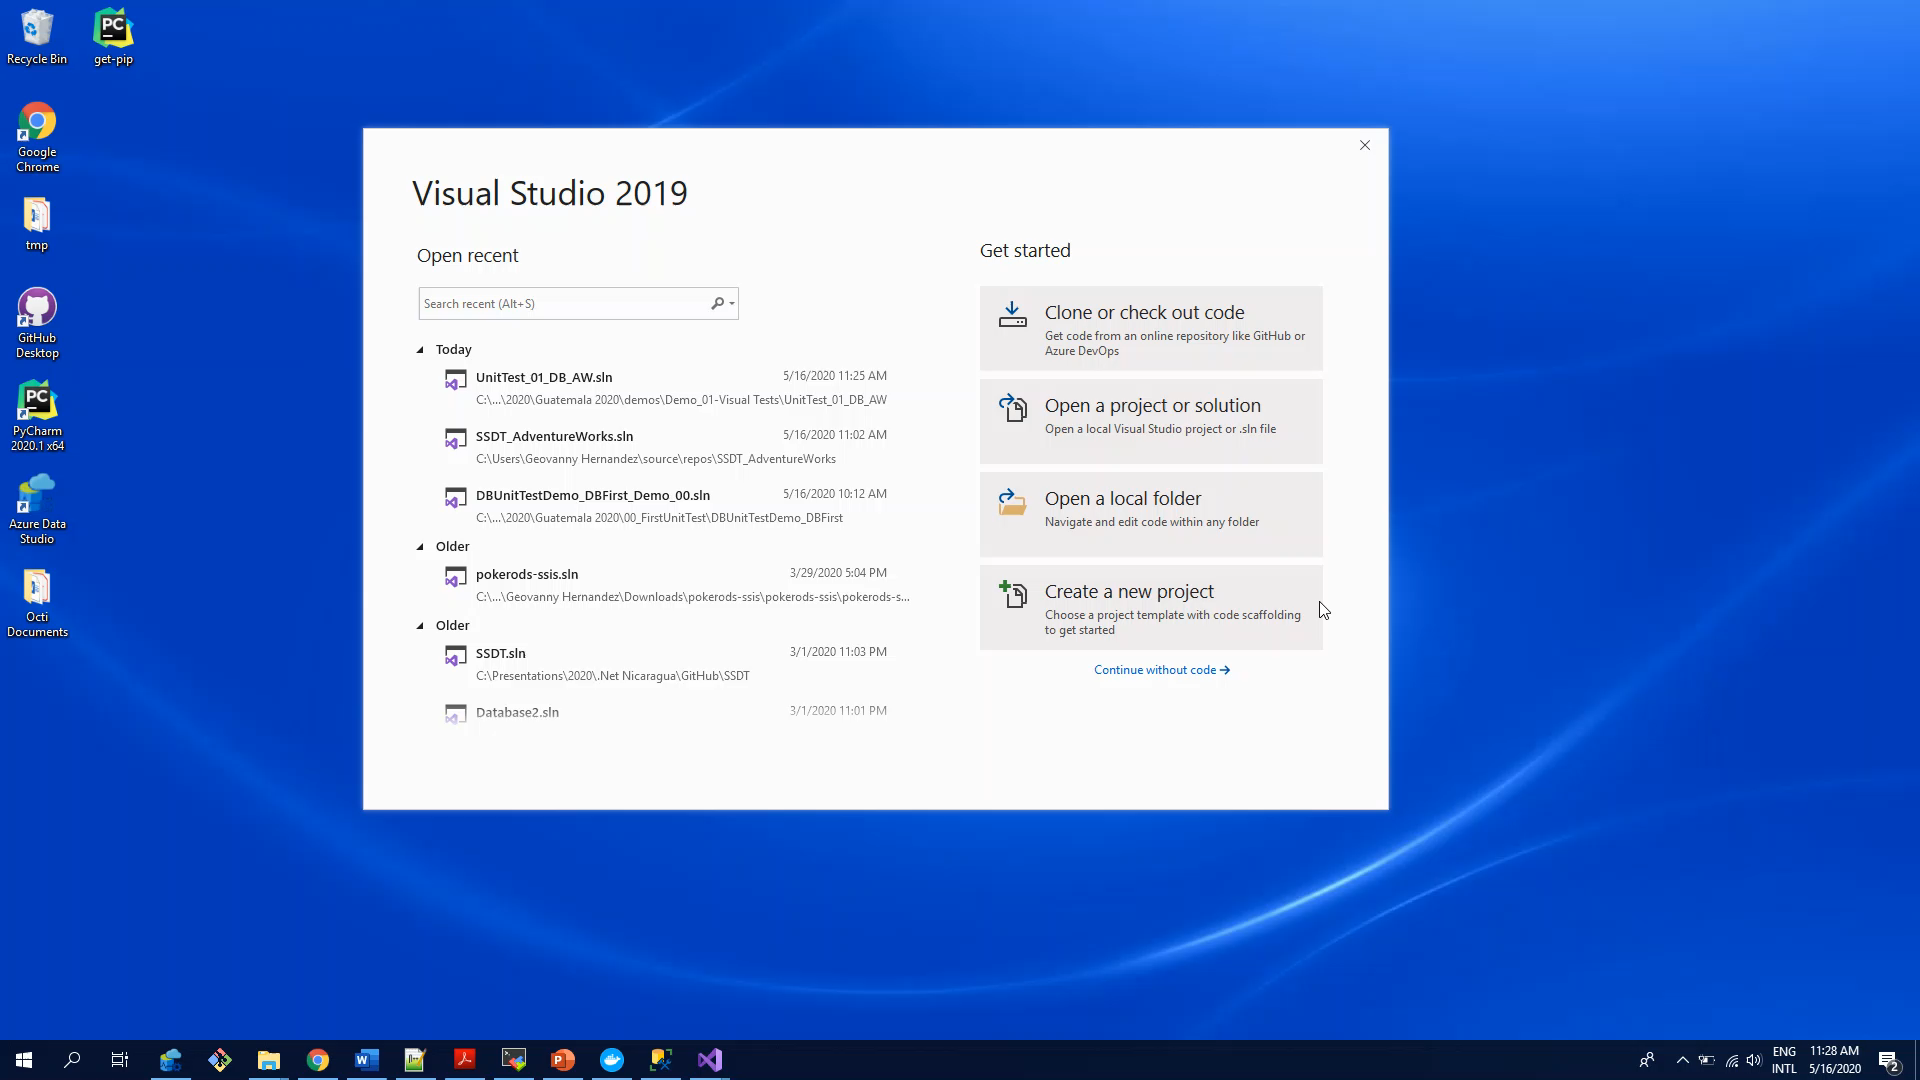 Recycle Bin
get-pip
Google
Chrome
tmp
GitHub
Desktop
PyCharm
2020.1 x64
Azure Data
Studio
Octi
Documents
Visual Studio 2019
Open recent
Search recent (Alt+S)
Today
UnitTest_01_DB_AW.sln 5/16/2020 11:25 AM
C:\...\2020\Guatemala 2020\demos\Demo_01-Visual Tests\UnitTest_01_DB_AW
SSDT_AdventureWorks.sln 5/16/2020 11:02 AM
C:\Users\Geovanny Hernandez\source\repos\SSDT_AdventureWorks
DBUnitTestDemo_DBFirst_Demo_00.sln 5/16/2020 10:12 AM
C:\...\2020\Guatemala 2020\00_FirstUnitTest\DBUnitTestDemo_DBFirst
Older
pokerods-ssis.sln 3/29/2020 5:04 PM
C:\...\Geovanny Hernandez\Downloads\pokerods-ssis\pokerods-ssis\pokerods-s...
Older
SSDT.sln 3/1/2020 11:03 PM
C:\Presentations\2020\.Net Nicaragua\GitHub\SSDT
Database2.sln 3/1/2020 11:01 PM
Get started
Clone or check out code
Get code from an online repository like GitHub or
Azure DevOps
Open a project or solution
Open a local Visual Studio project or .sln file
Open a local folder
Navigate and edit code within any folder
Create a new project
Choose a project template with code scaffolding
to get started
Continue without code →
ENG
INTL
11:28 AM
5/16/2020
2